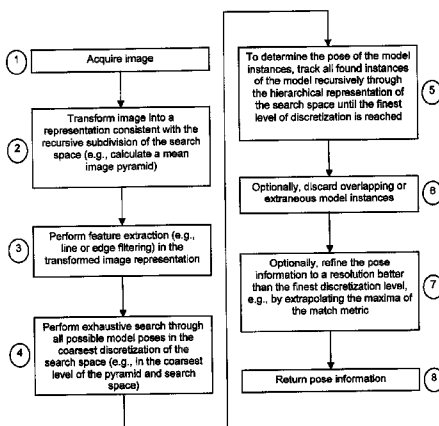 1
Acquire image
2
Transform image into a
representation consistent with the
recursive subdivision of the search
space (e.g., calculate a mean
image pyramid)
3
Perform feature extraction (e.g.,
line or edge filtering) in the
transformed image representation
4
Perform exhaustive search through
all possible model poses in the
coarsest discretization of the
search space (e.g., in the coarsest
level of the pyramid and search
space)
5
To determine the pose of the model
instances, track all found instances
of the model recursively through
the hierarchical representation
of the search space until the finest
level of discretization is reached
6
Optionally, discard overlapping or
extraneous model instances
7
Optionally, refine the pose
information to a resolution better
than the finest discretization level,
e.g., by extrapolating the maxima of
the match metric
8
Return pose information